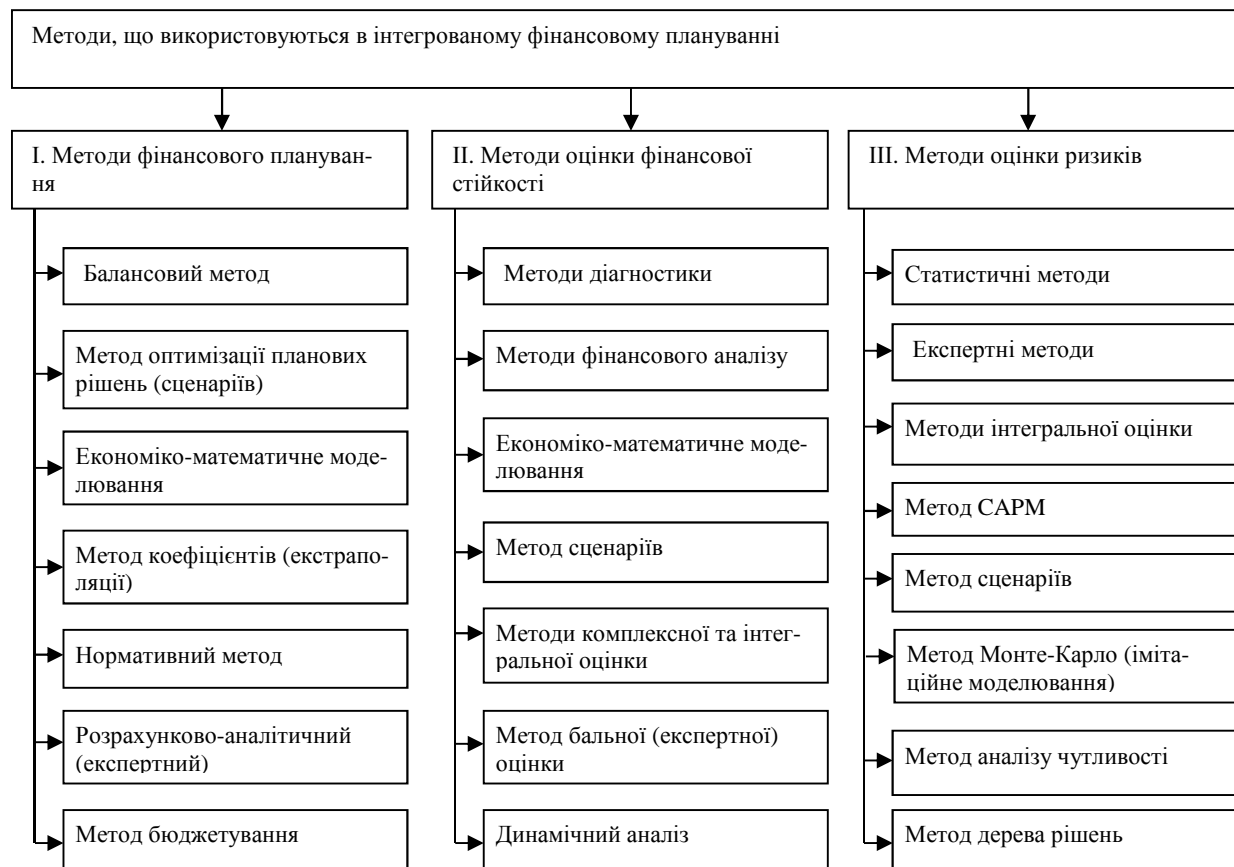 Методи, що використовуються в інтегрованому фінансовому плануванні
I. Методи фінансового плануван-
ня
Балансовий метод
Метод оптимізації планових
рішень (сценаріїв)
Економіко-математичне моде-
лювання
Метод коефіцієнтів (екстрапо-
ляції)
Нормативний метод
Розрахунково-аналітичний
(експертний)
Метод бюджетування
II. Методи оцінки фінансової
стійкості
Методи діагностики
Методи фінансового аналізу
Економіко-математичне моде-
лювання
Метод сценаріїв
Методи комплексної та інтег-
ральної оцінки
Метод бальної (експертної)
оцінки
Динамічний аналіз
III. Методи оцінки ризиків
Статистичні методи
Експертні методи
Методи інтегральної оцінки
Метод САРМ
Метод сценаріїв
Метод Монте-Карло (іміта-
ційне моделювання)
Метод аналізу чутливості
Метод дерева рішень